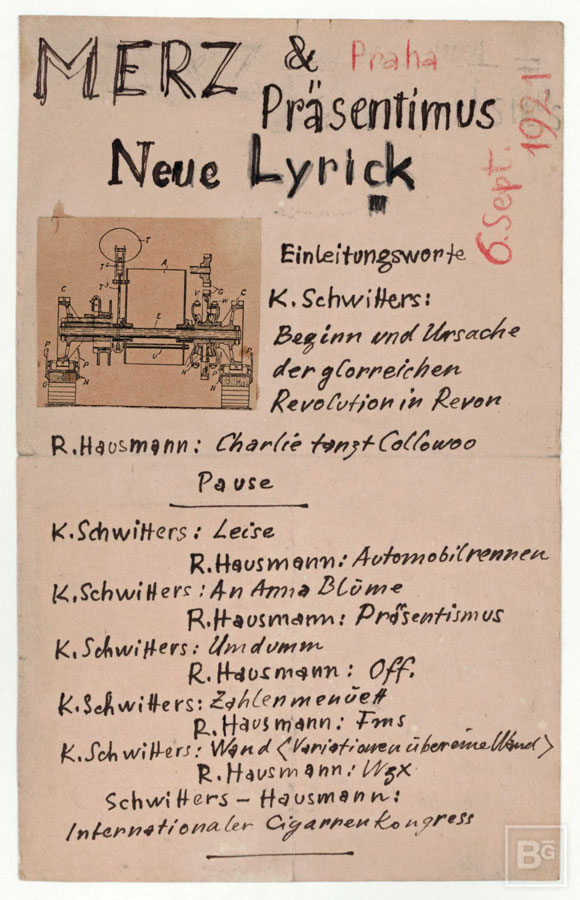 MERZ & Praha
Präsentimus
Neue Lyrick
6. Sept. 1921
Einleitungsworte
K. Schwitters:
Beginn und Ursache
der glorreichen
Revolution in Revon
R. Hausmann: Charlie tanzt Collowoo
Pause
K. Schwitters: Leise
R. Hausmann: Automobilrennen
K. Schwitters: An Anna Blüme
R. Hausmann: Präsentismus
K. Schwitters: Umdumm
R. Hausmann: Off.
K. Schwitters: Zahlenmenüett
R. Hausmann: Fms
K. Schwitters: Wand <Variationen über eine Wand>
R. Hausmann: Wgx
Schwitters – Hausmann:
Internationaler Cigarrenkongress
BG